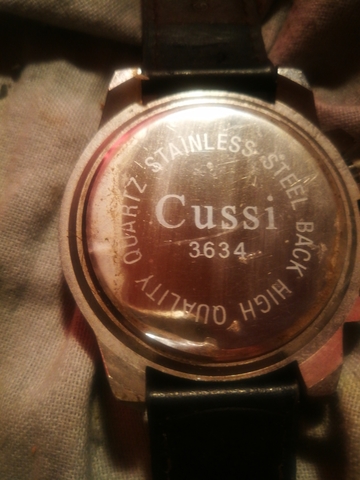 QUARTZ STAINLESS STEEL BACK HIGH QUALITY
Cussi
3634